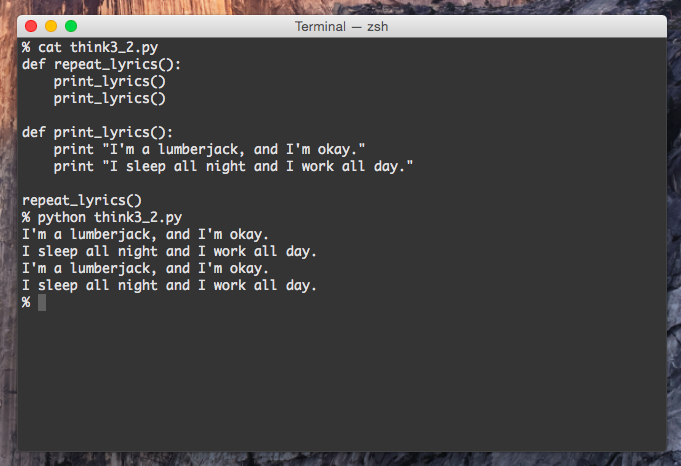 Terminal — zsh
% cat think3_2.py
def repeat_lyrics():
    print_lyrics()
    print_lyrics()

def print_lyrics():
    print "I'm a lumberjack, and I'm okay."
    print "I sleep all night and I work all day."

repeat_lyrics()
% python think3_2.py
I'm a lumberjack, and I'm okay.
I sleep all night and I work all day.
I'm a lumberjack, and I'm okay.
I sleep all night and I work all day.
%